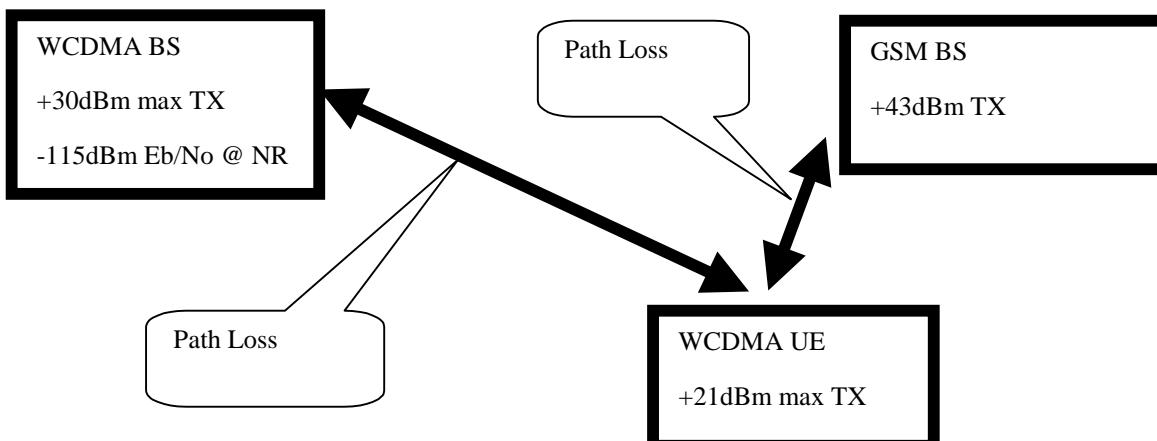 WCDMA BS
+30dBm max TX
-115dBm Eb/No @ NR
Path Loss
GSM BS
+43dBm TX
Path Loss
WCDMA UE
+21dBm max TX